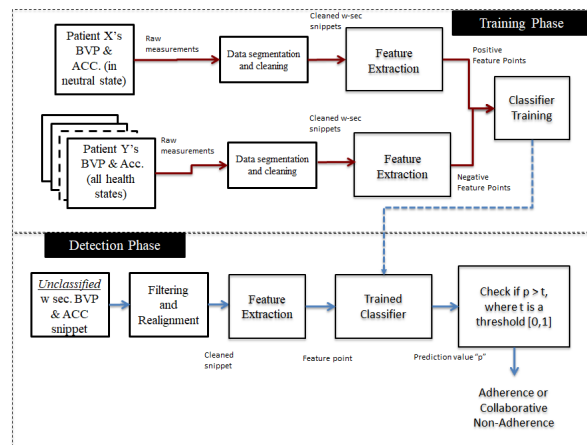 Training Phase
Patient X's
BVP &
ACC. (in
neutral state)
Raw
measurements
Data segmentation
and cleaning
Cleaned w-sec
snippets
Feature
Extraction
Positive
Feature Points
Classifier
Training
Patient Y's
BVP & Acc.
(all health
states)
Raw
measurements
Data segmentation
and cleaning
Cleaned w-sec
snippets
Feature
Extraction
Negative
Feature Points
Detection Phase
Unclassified
w sec. BVP
& ACC
snippet
Filtering
and
Realignment
Feature
Extraction
Trained
Classifier
Check if p > t,
where t is a
threshold [0,1]
Cleaned
snippet
Feature point
Prediction value "p"
Adherence or
Collaborative
Non-Adherence